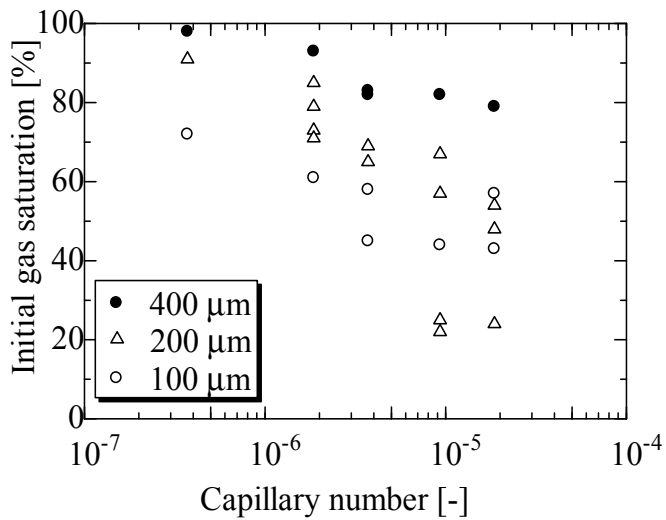 Initial gas saturation [%]
100
80
60
40
20
0
400 μm
200 μm
100 μm
10-7
10-6
10-5
10-4
Capillary number [-]